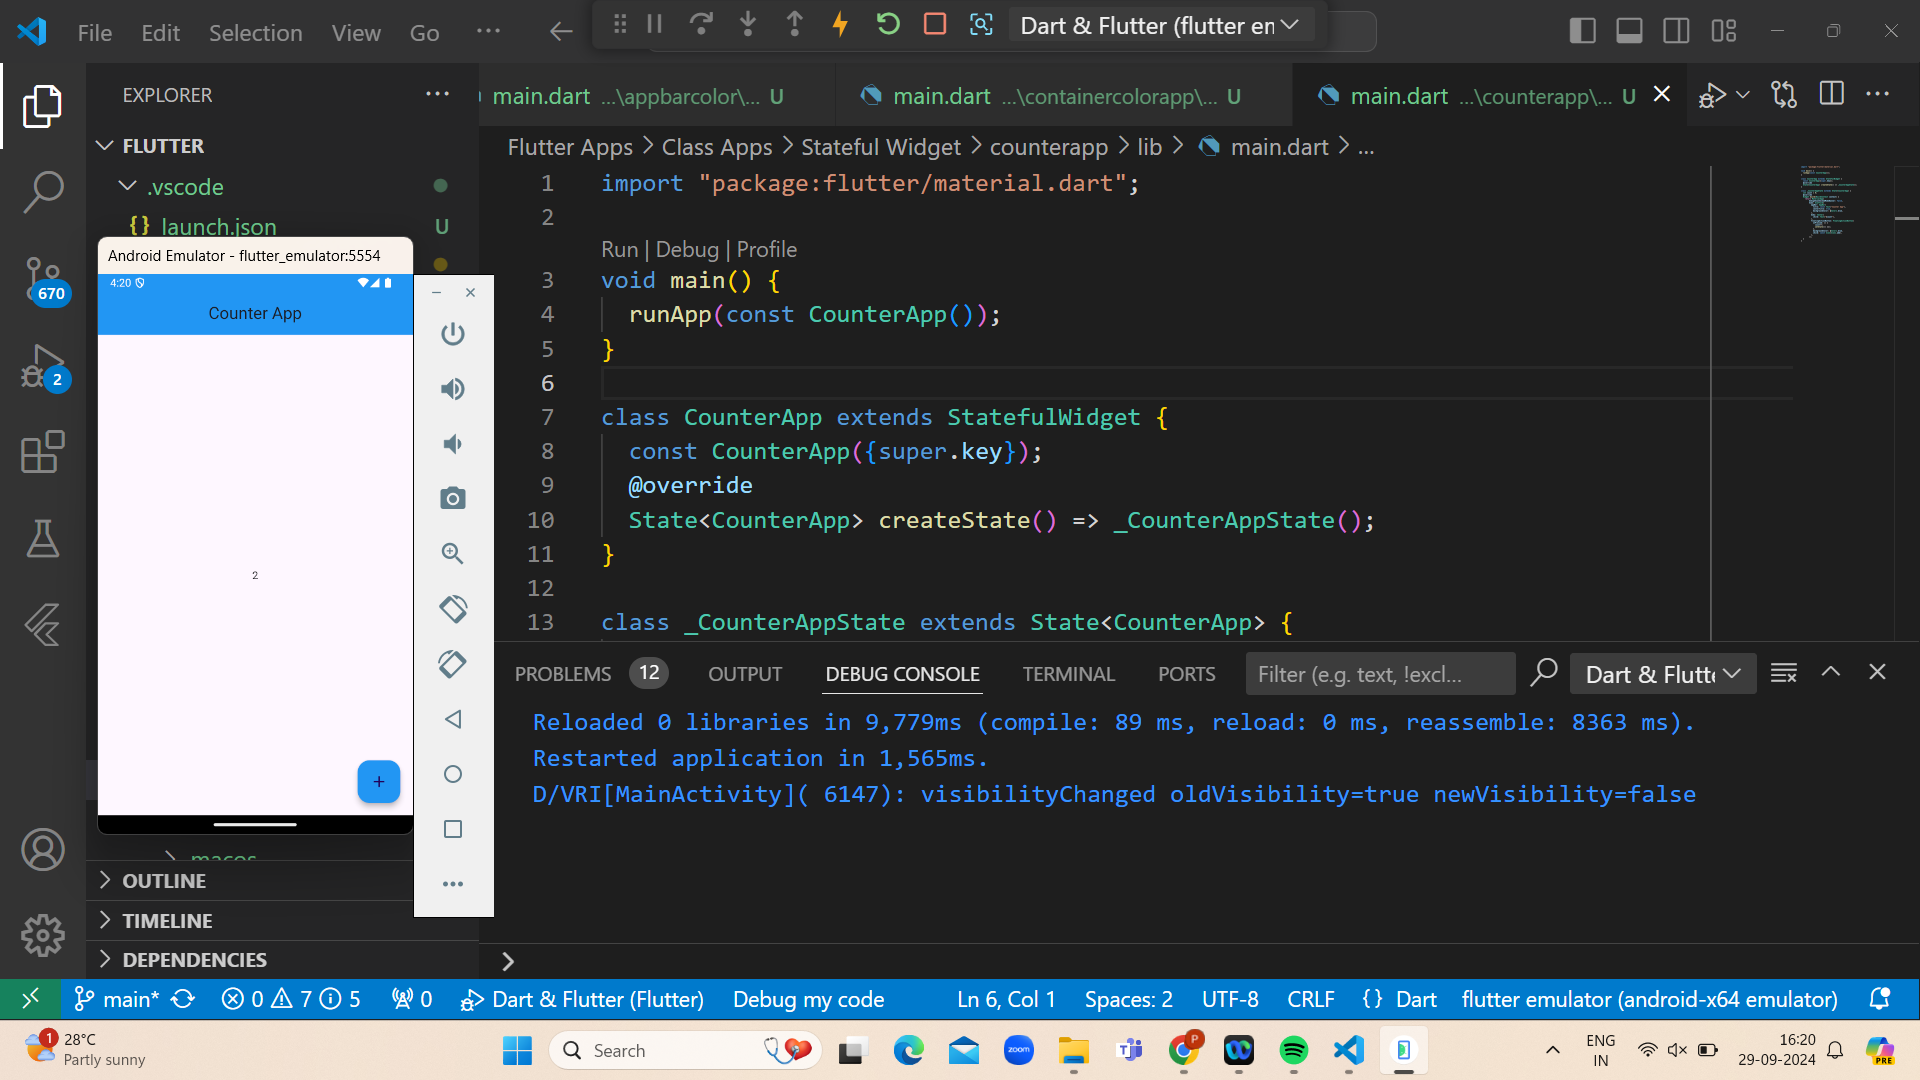 File Edit Selection View Go ...
Dart & Flutter (flutter en
EXPLORER ...
main.dart ...\appbarcolor\... U
main.dart ...\containercolorapp\... U
main.dart ...\counterapp\... U
FLUTTER
.vscode
{} launch.json U
Flutter Apps > Class Apps > Stateful Widget > counterapp > lib > main.dart > ...
1 import "package:flutter/material.dart";
2
Run | Debug | Profile
3 void main() {
4 runApp(const CounterApp());
5 }
6
7 class CounterApp extends StatefulWidget {
8 const CounterApp({super.key});
9 @override
10 State<CounterApp> createState() => _CounterAppState();
11 }
12
13 class _CounterAppState extends State<CounterApp> {
670
2
Android Emulator - flutter_emulator:5554
4:20
Counter App
2
+
macos
OUTLINE
TIMELINE
DEPENDENCIES
PROBLEMS 12 OUTPUT DEBUG CONSOLE TERMINAL PORTS
Filter (e.g. text, !excl...
Dart & Flutte
Reloaded 0 libraries in 9,779ms (compile: 89 ms, reload: 0 ms, reassemble: 8363 ms).
Restarted application in 1,565ms.
D/VRI[MainActivity]( 6147): visibilityChanged oldVisibility=true newVisibility=false
main* 0 7 5 0 Dart & Flutter (Flutter) Debug my code Ln 6, Col 1 Spaces: 2 UTF-8 CRLF {} Dart flutter emulator (android-x64 emulator)
1
28°C
Partly sunny
Search
zoom
P
ENG
IN
16:20
29-09-2024
PRE